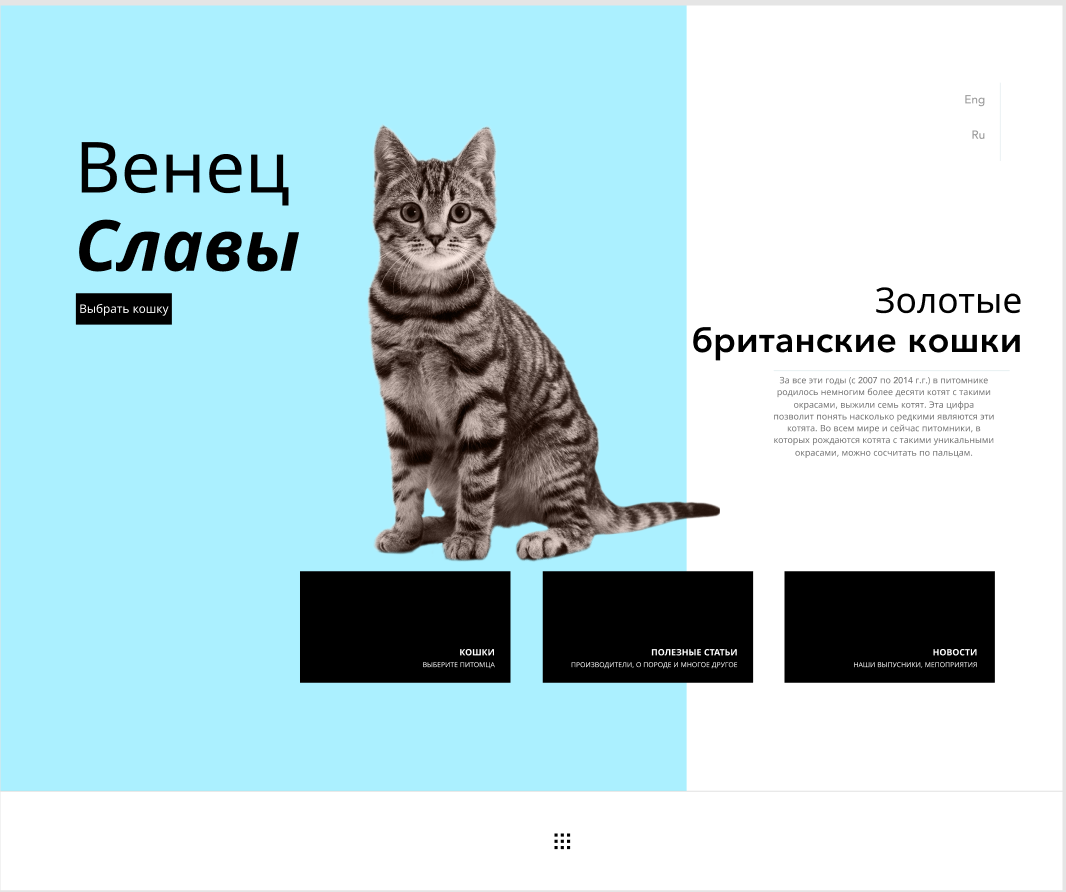 Eng
Ru
Венец
Славы
Выбрать кошку
Золотые
британские кошки
За все эти годы (с 2007 по 2014 г.г.) в питомнике
родилось немногим более десяти котят с такими
окрасами, выжили семь котят. Эта цифра
позволит понять насколько редкими являются эти
котята. Во всем мире и сейчас питомники, в
которых рождаются котята с такими уникальными
окрасами, можно сосчитать по пальцам.
КОШКИ
ВЫБЕРИТЕ ПИТОМЦА
ПОЛЕЗНЫЕ СТАТЬИ
ПРОИЗВОДИТЕЛИ, О ПОРОДЕ И МНОГОЕ ДРУГОЕ
НОВОСТИ
НАШИ ВЫПУСНИКИ, МЕПОПРИЯТИЯ